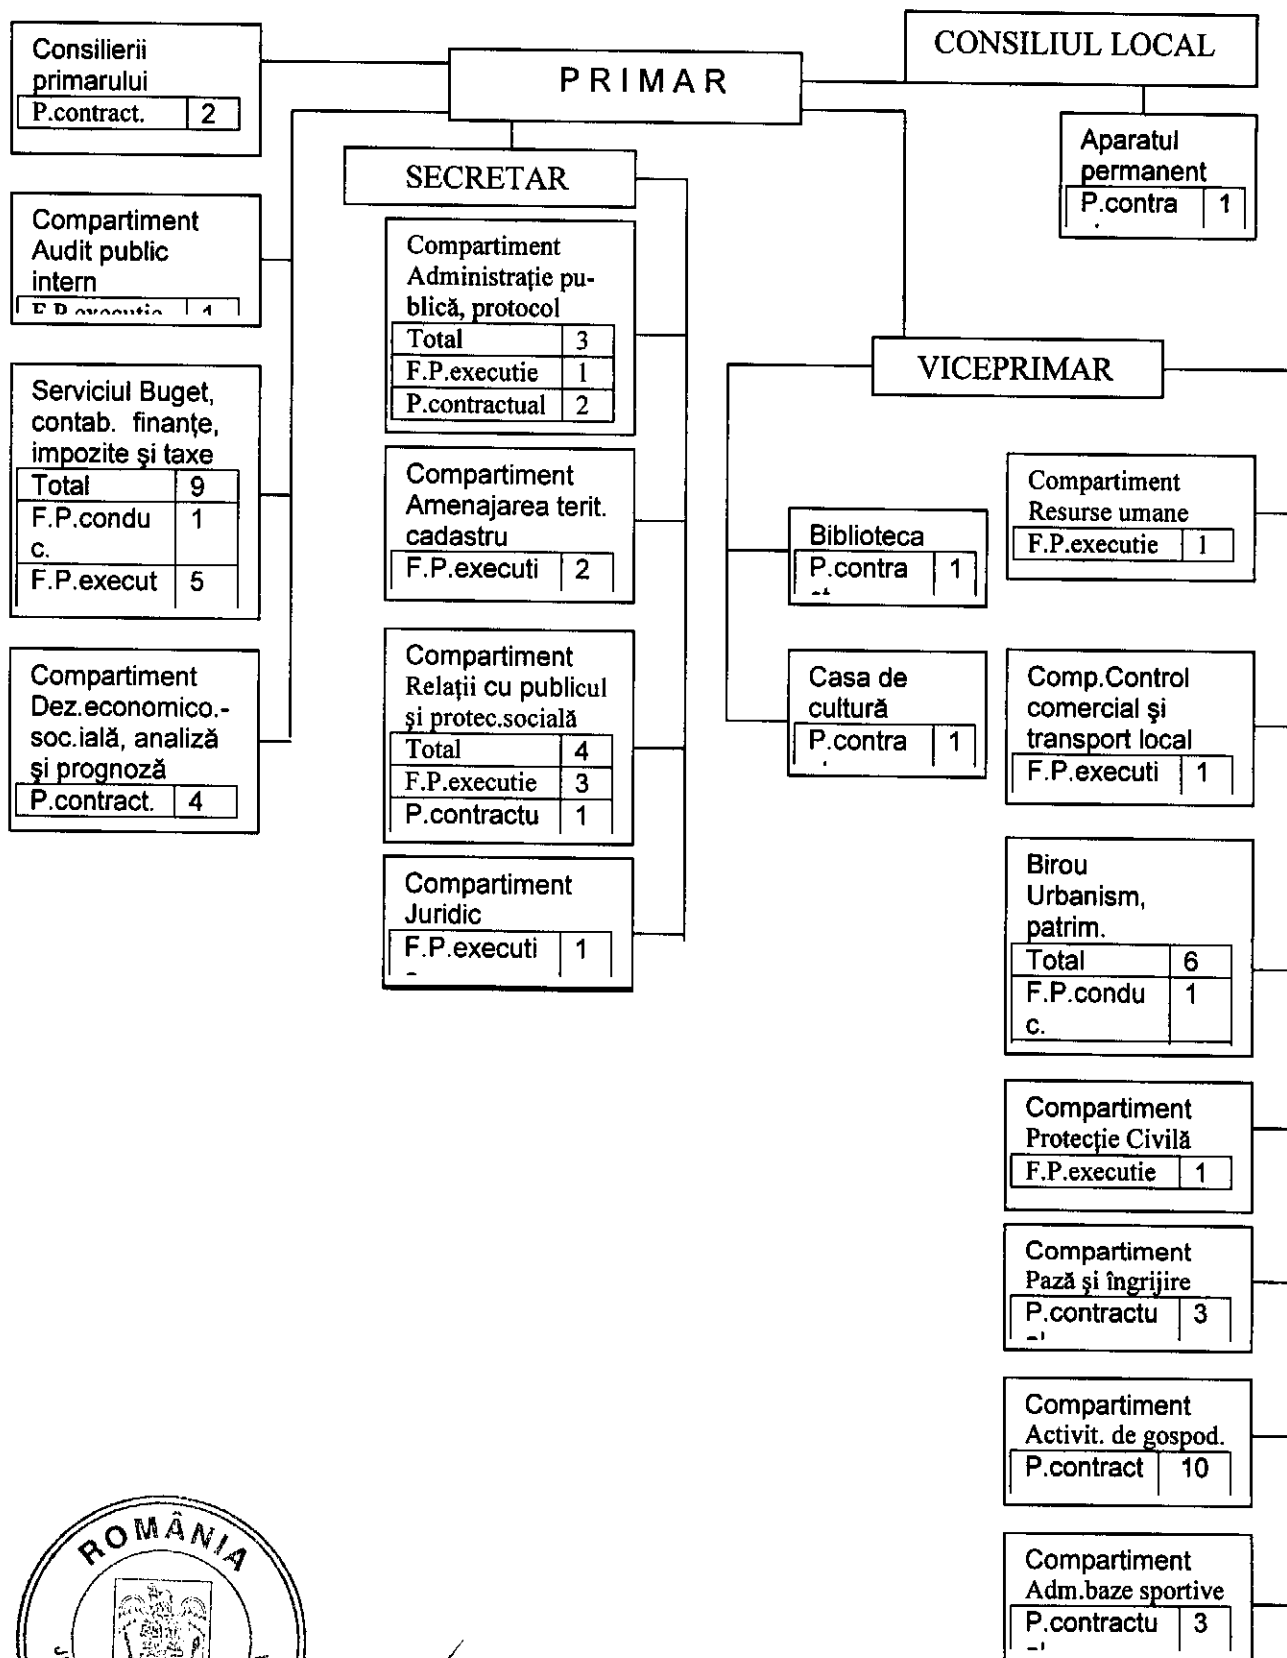 Consilierii
primarului
P.contract. 2
PRIMAR
CONSILIUL LOCAL
Aparatul
permanent
P.contra 1
SECRETAR
Compartiment
Audit public
intern
F.P.executie 1
Serviciul Buget,
contab. finanţe,
impozite şi taxe
Total 9
F.P.condu 1
c.
F.P.execut 5
Compartiment
Dez.economico.-
soc.ială, analiză
şi prognoză
P.contract. 4
Compartiment
Administraţie pu-
blică, protocol
Total 3
F.P.executie 1
P.contractual 2
Compartiment
Amenajarea terit.
cadastru
F.P.executi 2
Compartiment
Relaţii cu publicul
şi protec.socială
Total 4
F.P.executie 3
P.contractu 1
Compartiment
Juridic
F.P.executi 1
VICEPRIMAR
Biblioteca
P.contra 1
Casa de
cultură
P.contra 1
Compartiment
Resurse umane
F.P.executie 1
Comp.Control
comercial şi
transport local
F.P.executi 1
Birou
Urbanism,
patrim.
Total 6
F.P.condu 1
c.
Compartiment
Protecţie Civilă
F.P.executie 1
Compartiment
Pază şi îngrijire
P.contractu 3
Compartiment
Activit. de gospod.
P.contract 10
Compartiment
Adm.baze sportive
P.contractu 3
ROMÂNIA